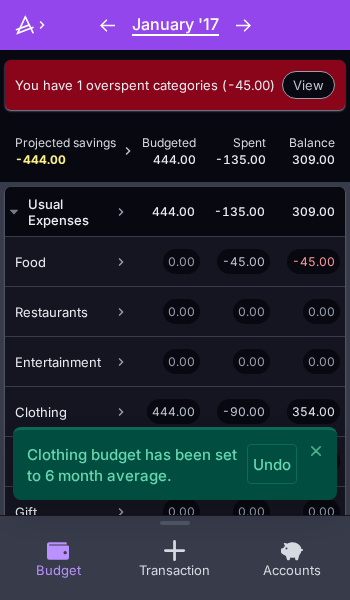 January '17
You have 1 overspent categories (-45.00) View
Projected savings Budgeted Spent Balance
-444.00 444.00 -135.00 309.00
Usual
Expenses 444.00 -135.00 309.00
Food 0.00 -45.00 -45.00
Restaurants 0.00 0.00 0.00
Entertainment 0.00 0.00 0.00
Clothing 444.00 -90.00 354.00
Clothing budget has been set
to 6 month average. Undo
Gift 0.00 0.00 0.00
Budget Transaction Accounts